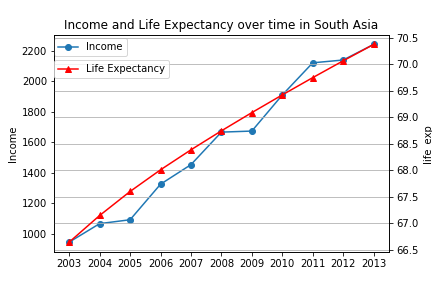 Income and Life Expectancy over time in South Asia
Income
Life Expectancy
2200
2000
1800
1600
1400
1200
1000
Income
70.5
70.0
69.5
69.0
68.5
68.0
67.5
67.0
66.5
life_exp
2003 2004 2005 2006 2007 2008 2009 2010 2011 2012 2013